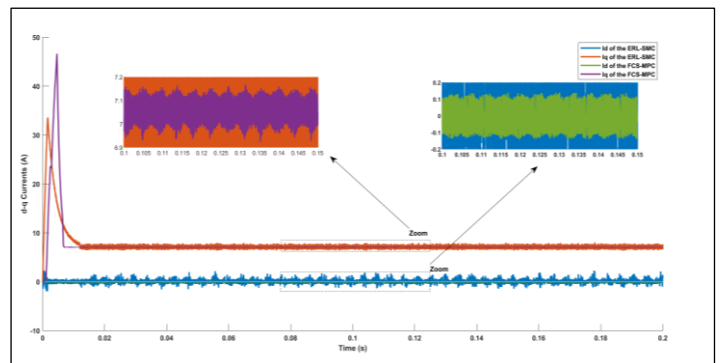 50
40
30
20
10
0
-10
d-q Currents (A)
0 0.02 0.04 0.06 0.08 0.1 0.12 0.14 0.16 0.18 0.2
Time (s)
7.2
7.1
7
6.9
0.1 0.105 0.11 0.115 0.12 0.125 0.13 0.135 0.14 0.145 0.15
0.2
0.1
0
-0.1
-0.2
0.1 0.105 0.11 0.115 0.12 0.125 0.13 0.135 0.14 0.145 0.15
Id of the ERL-SMC
Iq of the ERL-SMC
Id of the FCS-MPC
Iq of the FCS-MPC
Zoom
Zoom